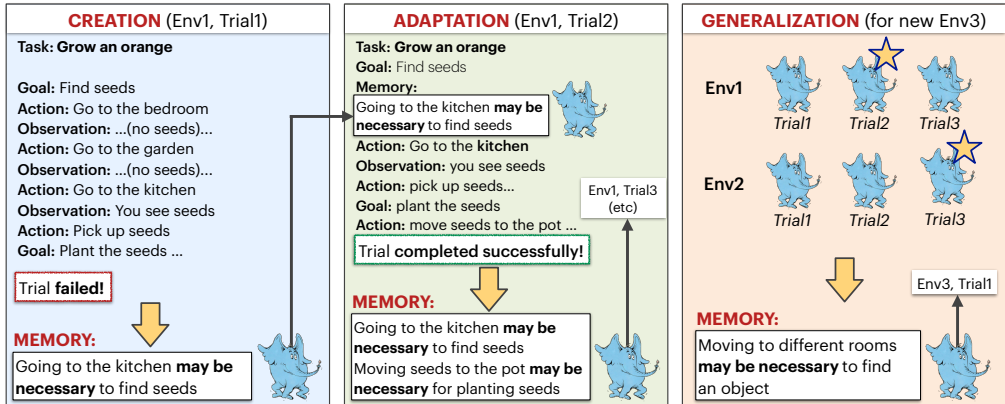 CREATION (Env1, Trial1)
Task: Grow an orange
Goal: Find seeds
Action: Go to the bedroom
Observation: ...(no seeds)...
Action: Go to the garden
Observation: ...(no seeds)...
Action: Go to the kitchen
Observation: You see seeds
Action: Pick up seeds
Goal: Plant the seeds ...
Trial failed!
MEMORY:
Going to the kitchen may be
necessary to find seeds
ADAPTATION (Env1, Trial2)
Task: Grow an orange
Goal: Find seeds
Memory:
Going to the kitchen may be
necessary to find seeds
Action: Go to the kitchen
Observation: you see seeds
Action: pick up seeds...
Goal: plant the seeds
Action: move seeds to the pot ...
Trial completed successfully!
Env1, Trial3
(etc)
MEMORY:
Going to the kitchen may be
necessary to find seeds
Moving seeds to the pot may be
necessary for planting seeds
GENERALIZATION (for new Env3)
Env1
Trial1 Trial2 Trial3
Env2
Trial1 Trial2 Trial3
Env3, Trial1
MEMORY:
Moving to different rooms
may be necessary to find
an object